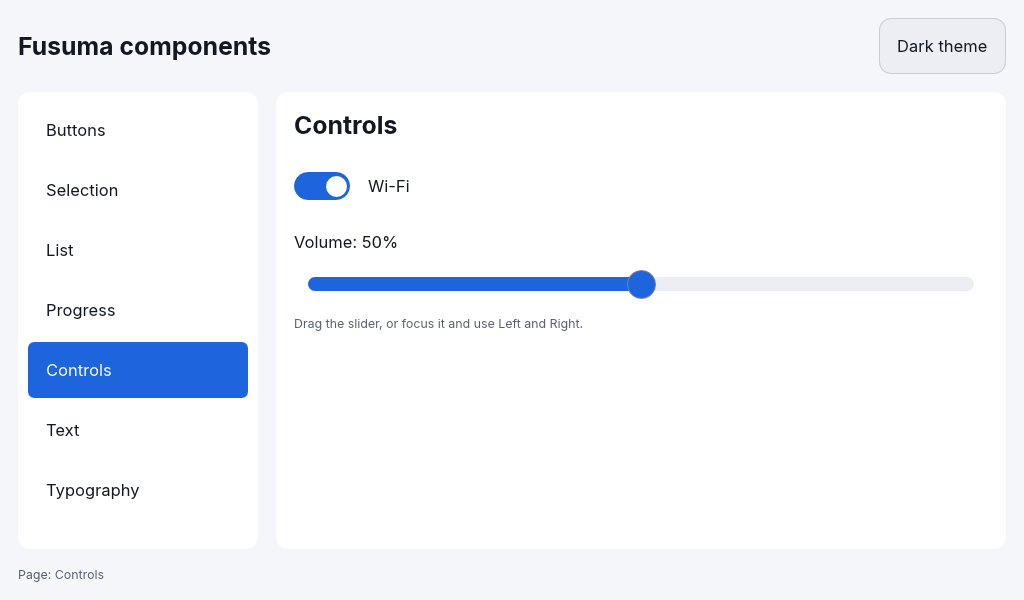 Fusuma components
Dark theme
Buttons
Selection
List
Progress
Controls
Text
Typography
Controls
Wi-Fi
Volume: 50%
Drag the slider, or focus it and use Left and Right.
Page: Controls